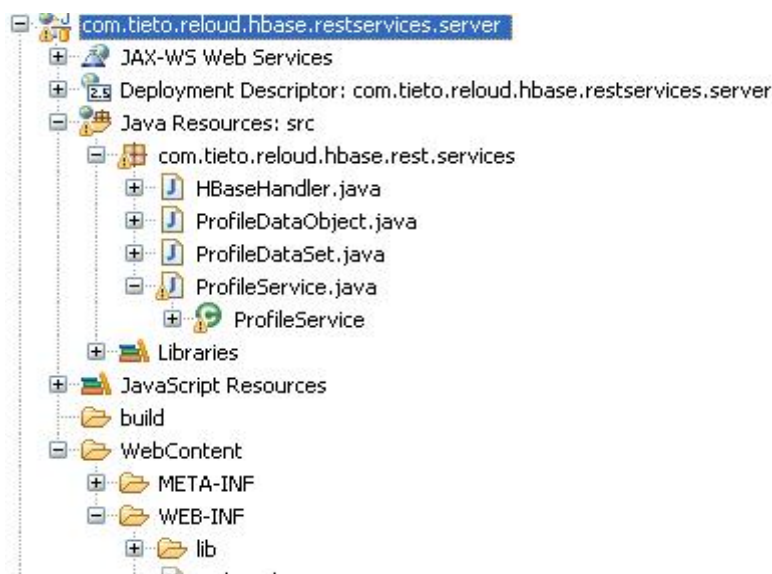 com.tieto.reloud.hbase.restservices.server
JAX-WS Web Services
2.5 Deployment Descriptor: com.tieto.reloud.hbase.restservices.server
Java Resources: src
com.tieto.reloud.hbase.rest.services
J HBaseHandler.java
J ProfileDataObject.java
J ProfileDataSet.java
J ProfileService.java
C ProfileService
Libraries
JavaScript Resources
build
WebContent
META-INF
WEB-INF
lib